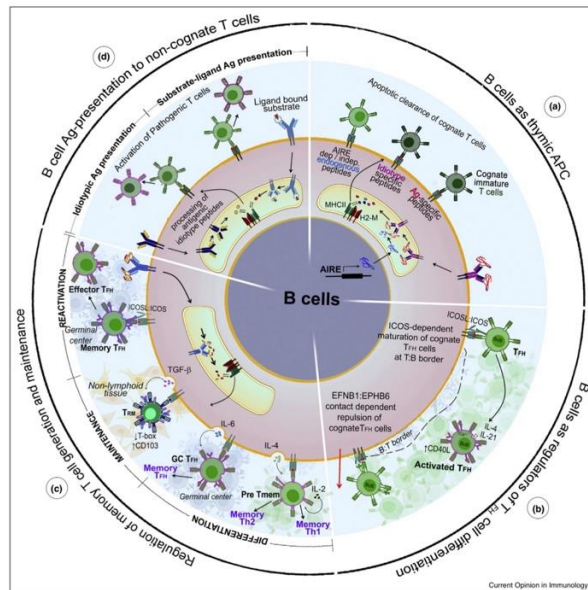 B cell Ag-presentation to non-cognate T cells
(d)
Substrate-ligand Ag presentation
Idiotypic Ag presentation
Activation of Pathogenic T cells
Ligand bound
substrate
processing of
antigenic
idiotype peptides
B cells as thymic APC
(a)
Apoptotic clearance of cognate T cells
AIRE
dep / indep.
endogenous
peptides
Idiotype
specific
peptides
Ag-specific
peptides
Cognate
immature
T cells
MHCII
H2-M
AIRE
B cells
B cells as regulators of TFH cell differentiation
(b)
ICOSL:ICOS
ICOS-dependent
maturation of cognate
TFH cells
at T:B border
TFH
IL-4
IL-21
↑CD40L
Activated TFH
B-T border
EFNB1:EPHB6
contact dependent
repulsion of
cognateTFH cells
Regulation of memory T cell generation and maintenance
(c)
REACTIVATION
Effector TFH
ICOSL:ICOS
Germinal
center
Memory
TFH
MAINTENANCE
Non-lymphoid
tissue
TGF-β
TRM
↓T-box
↑CD103
DIFFERENTIATION
IL-6
GC TFH
Memory
TFH
Germinal center
IL-4
Pre Tmem
IL-2
Memory
Th2
Memory
Th1
Current Opinion in Immunology